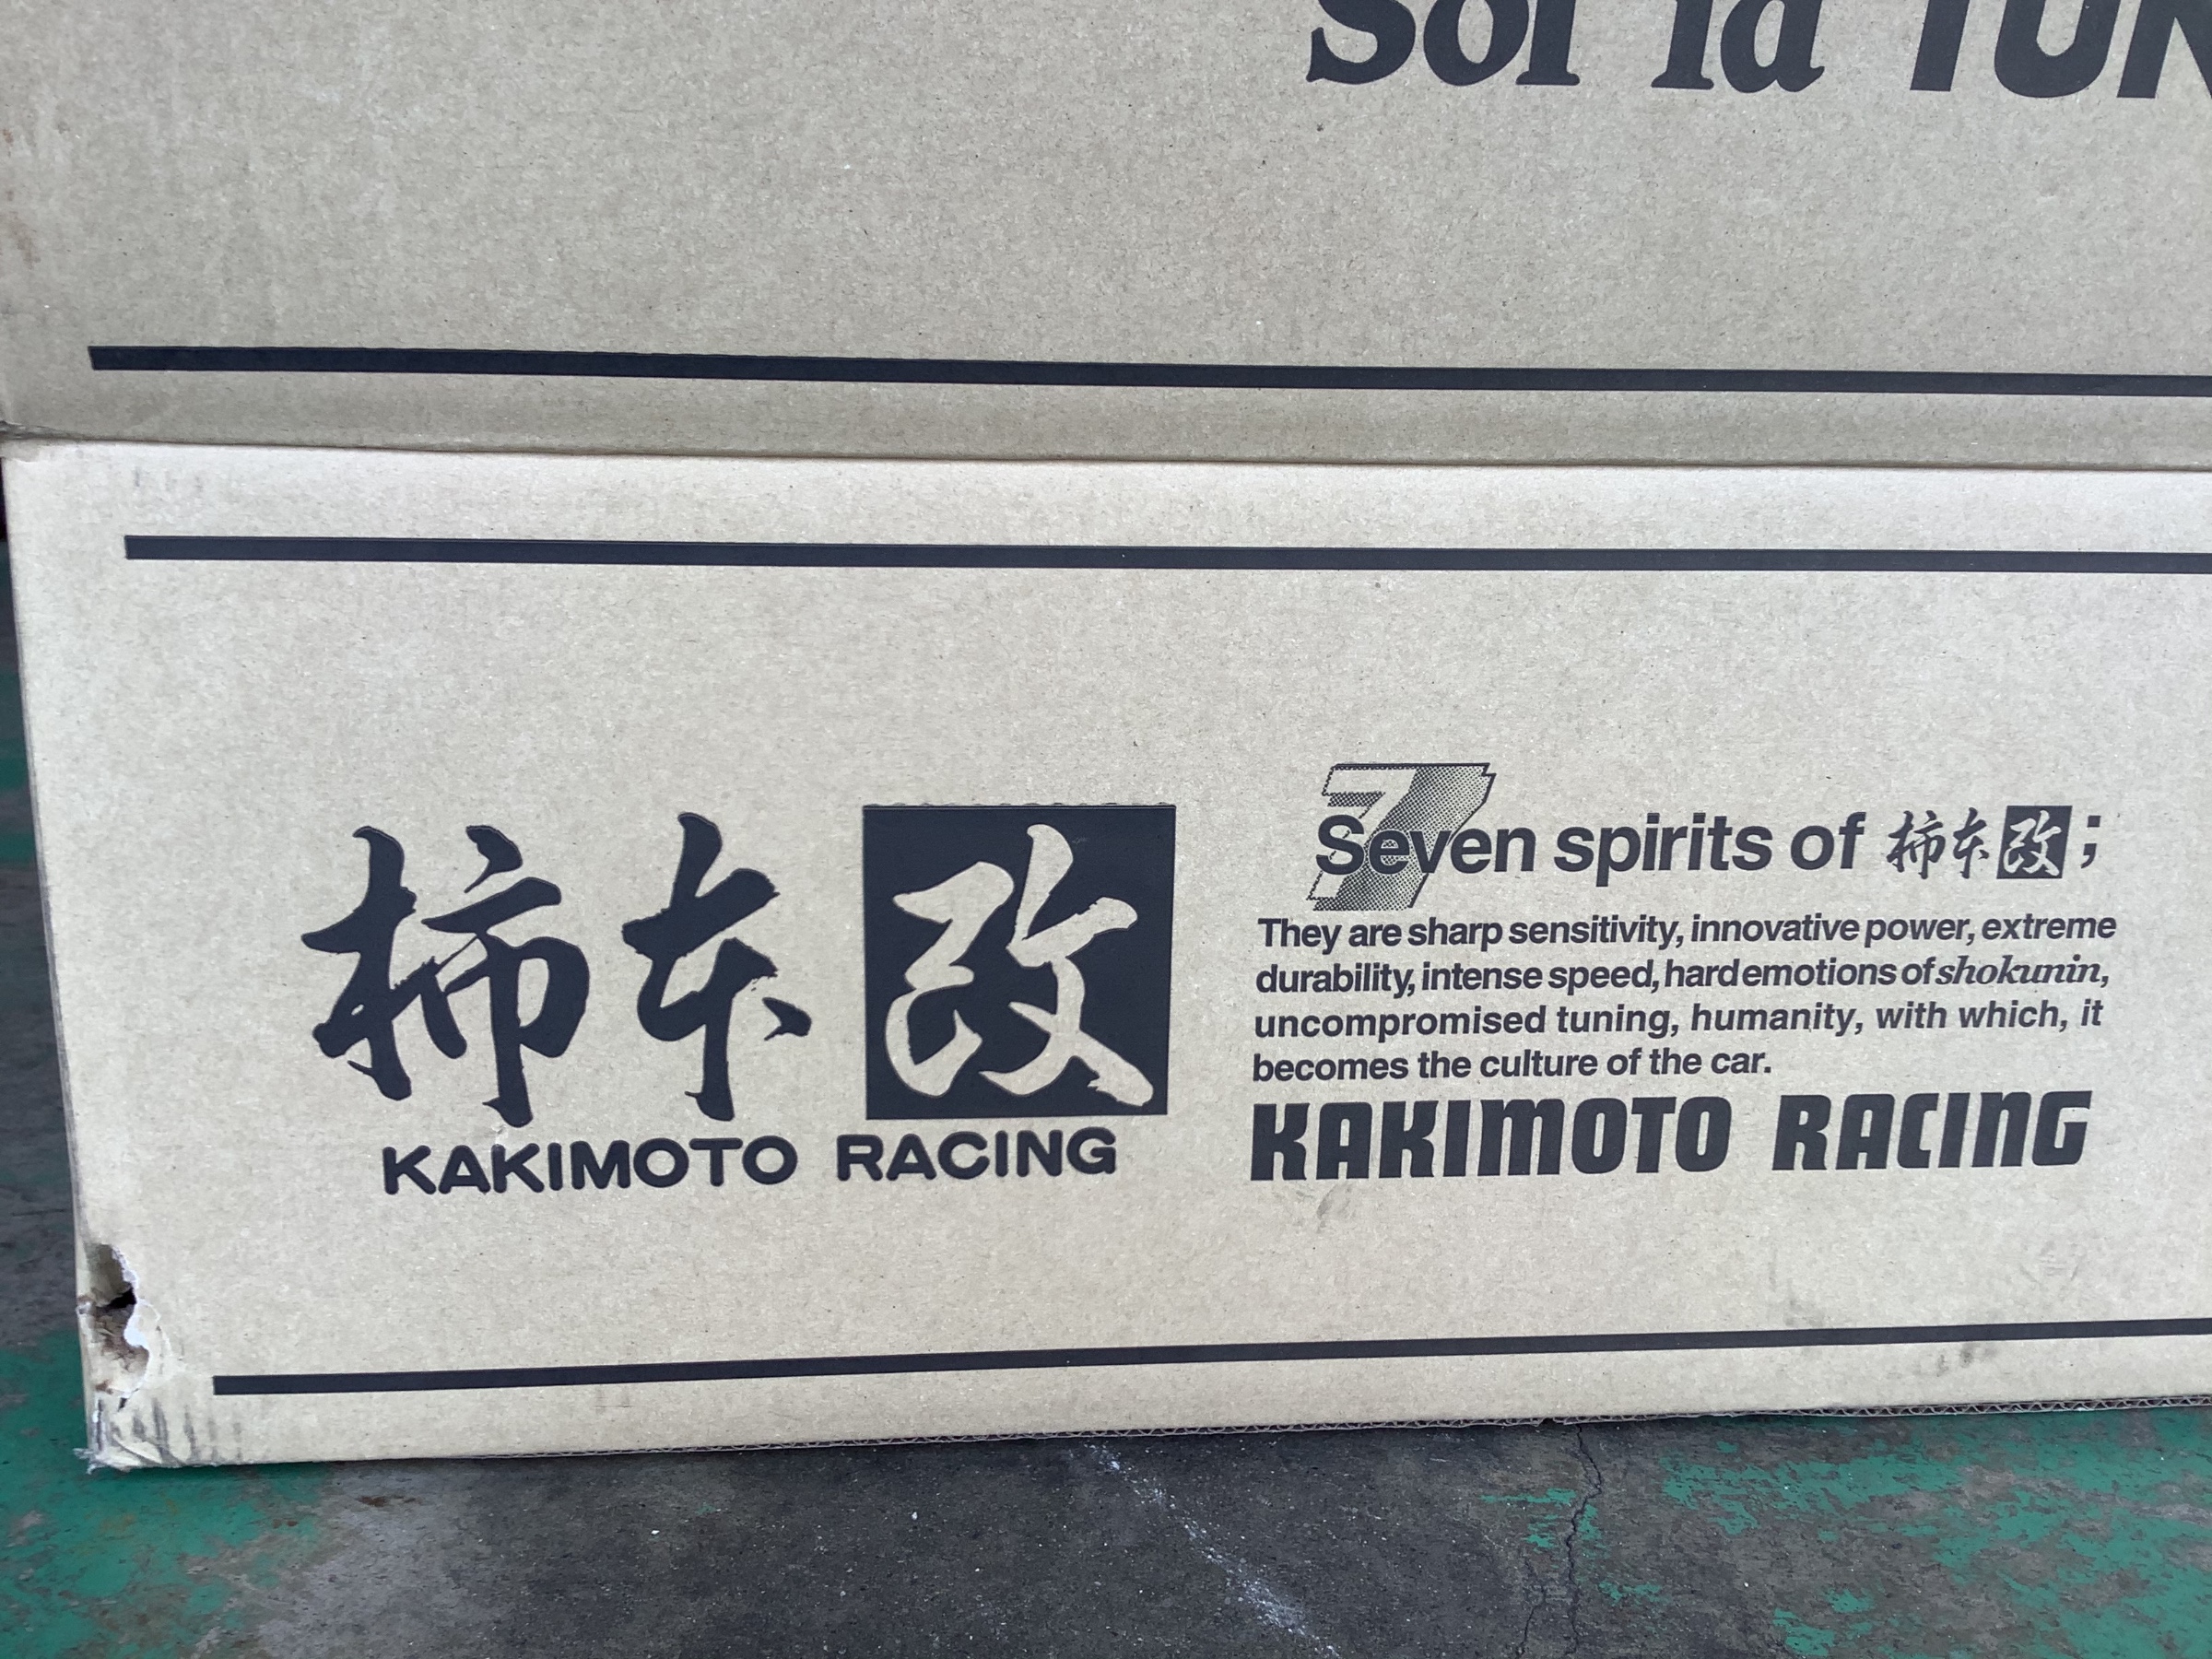 柿本改
KAKIMOTO RACING
7
Seven spirits of 柿本改;
They are sharp sensitivity, innovative power, extreme
durability, intense speed, hard emotions of shokunin,
uncompromised tuning, humanity, with which, it
becomes the culture of the car.
KAKIMOTO RACING